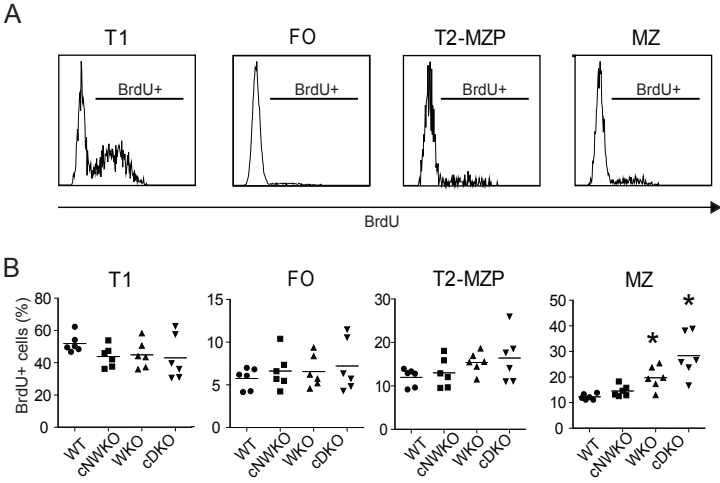 A
T1 FO T2-MZP MZ
BrdU+ BrdU+ BrdU+ BrdU+
BrdU
B
T1 FO T2-MZP MZ
BrdU+ cells (%)
80 60 40 20 0
15 10 5 0
30 20 10 0
50 40 30 20 10 0
* *
WT cNWKO WKO cDKO
WT cNWKO WKO cDKO
WT cNWKO WKO cDKO
WT cNWKO WKO cDKO